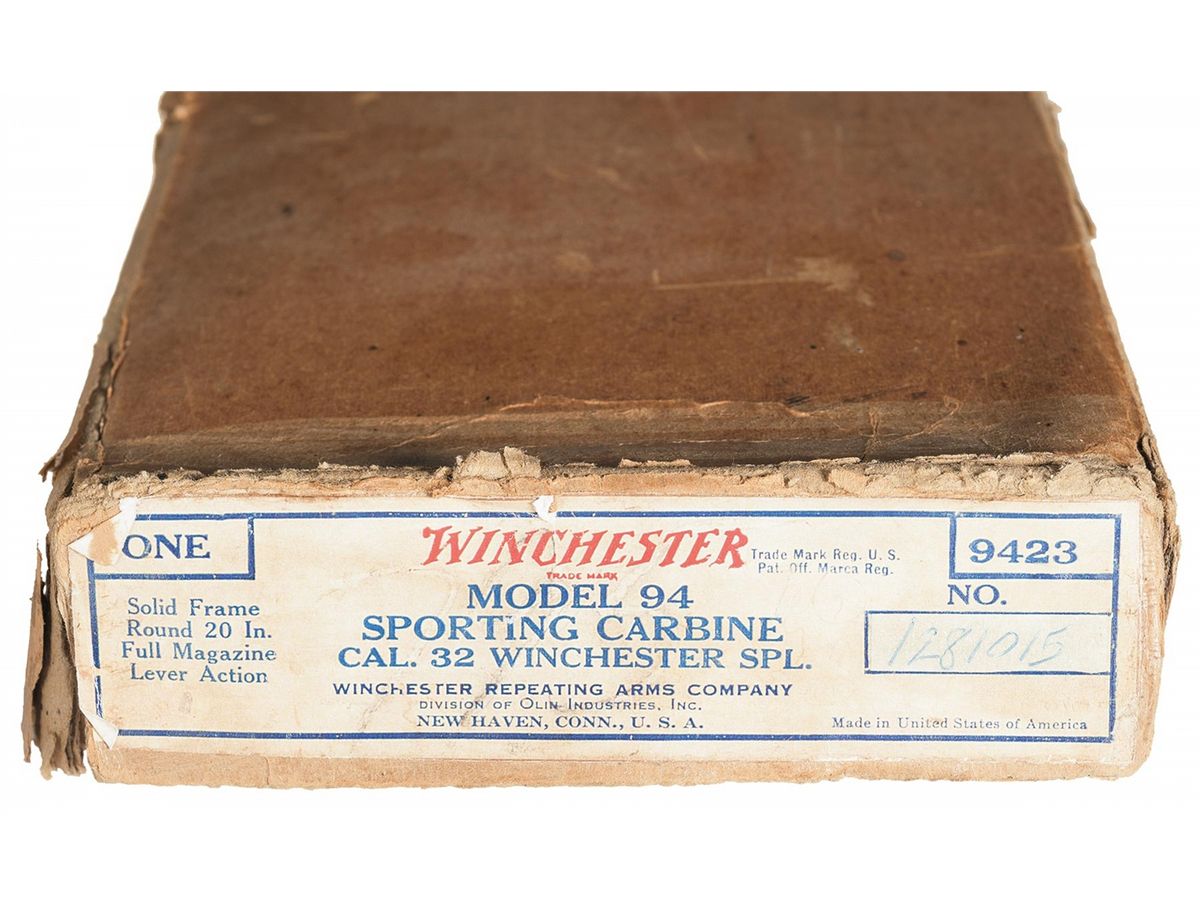 ONE
Solid Frame
Round 20 In.
Full Magazine
Lever Action
WINCHESTER
TRADE MARK
Trade Mark Reg. U. S.
Pat. Off. Marca Reg.
MODEL 94
SPORTING CARBINE
CAL. 32 WINCHESTER SPL.
WINCHESTER REPEATING ARMS COMPANY
DIVISION OF OLIN INDUSTRIES, INC.
NEW HAVEN, CONN., U. S. A.
9423
NO.
1281015
Made in United States of America